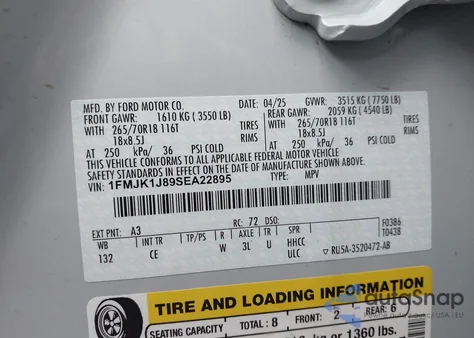 MFD. BY FORD MOTOR CO.
DATE: 04/25 GVWR: 3515 KG ( 7750 LB)
FRONT GAWR: 1610 KG ( 3550 LB) REAR GAWR: 2059 KG ( 4540 LB)
WITH 265/70R18 116T TIRES WITH 265/70R18 116T TIRES
18x8.5J RIMS 18x8.5J RIMS
AT 250 kPa/ 36 PSI COLD AT 250 kPa/ 36 PSI COLD
THIS VEHICLE CONFORMS TO ALL APPLICABLE FEDERAL MOTOR VEHICLE
SAFETY STANDARDS IN EFFECT ON THE DATE OF MANUFACTURE SHOWN ABOVE.
VIN: 1FMJK1J89SEA22895 TYPE: MPV
EXT PNT: A3 RC: 72 DSO: F0386
WB INT TR TP/PS R AXLE TR SPR T0438
132 CE W 3L U HHCC
ULC ▽ RU5A-3520472-AB
TIRE AND LOADING INFORMATION
SEATING CAPACITY TOTAL: 8 FRONT: 2 REAR: 6
kg or 1360 lbs.
autoSnap